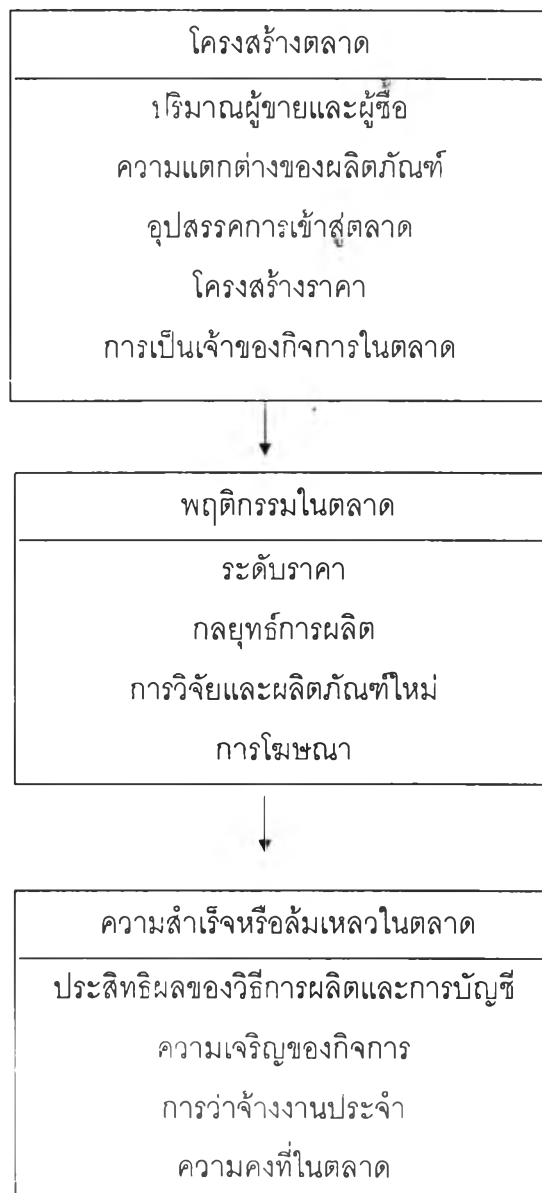 โครงสร้างตลาด
ปริมาณผู้ขายและผู้ซื้อ
ความแตกต่างของผลิตภัณฑ์
อุปสรรคการเข้าสู่ตลาด
โครงสร้างราคา
การเป็นเจ้าของกิจการในตลาด
พฤติกรรมในตลาด
ระดับราคา
กลยุทธ์การผลิต
การวิจัยและผลิตภัณฑ์ใหม่
การโฆษณา
ความสำเร็จหรือล้มเหลวในตลาด
ประสิทธิผลของวิธีการผลิตและการบัญชี
ความเจริญของกิจการ
การว่าจ้างงานประจำ
ความคงที่ในตลาด